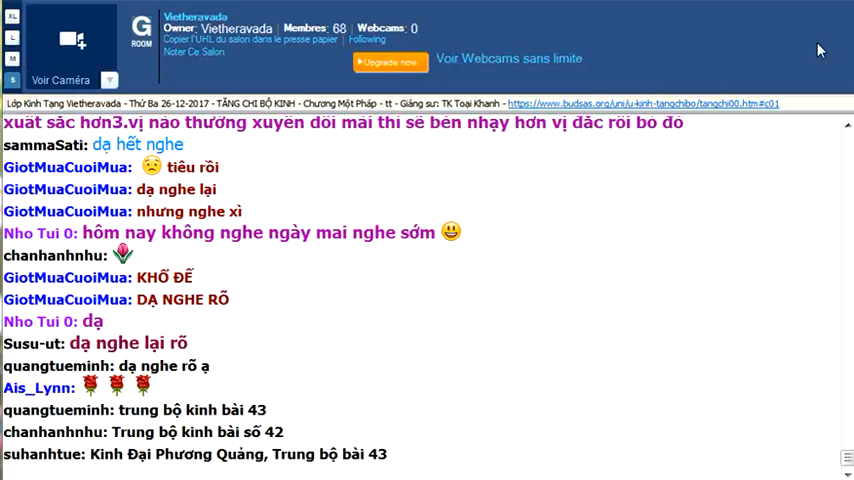 XL
L
M
S
Voir Caméra
G
ROOM
Vietheravada
Owner: Vietheravada Membres: 68 Webcams: 0
Copier l'URL du salon dans le presse papier Following
Noter Ce Salon
Upgrade now
Voir Webcams sans limite
Lớp Kinh Tạng Vietheravada - Thứ Ba 26-12-2017 - TĂNG CHI BỘ KINH - Chương Một Pháp - tt - Giảng sư: TK Toại Khanh - https://www.budsas.org/uni/u-kinh-tangchibo/tangchi00.htm#c01
xuất sắc hơn3.vị nào thường xuyên dõi mãi thì sẽ bén nhạy hơn vị đắc rồi bỏ đó
sammaSati: dạ hết nghe
GiotMuaCuoiMua: tiêu rồi
GiotMuaCuoiMua: dạ nghe lại
GiotMuaCuoiMua: nhưng nghe xì
Nho Tui 0: hôm nay không nghe ngày mai nghe sớm
chanhanhnhu:
GiotMuaCuoiMua: KHỔ ĐẾ
GiotMuaCuoiMua: DẠ NGHE RÕ
Nho Tui 0: dạ
Susu-ut: dạ nghe lại rõ
quangtueminh: dạ nghe rõ ạ
Ais_Lynn:
quangtueminh: trung bộ kinh bài 43
chanhanhnhu: Trung bộ kinh bài số 42
suhanhtue: Kinh Đại Phương Quảng, Trung bộ bài 43